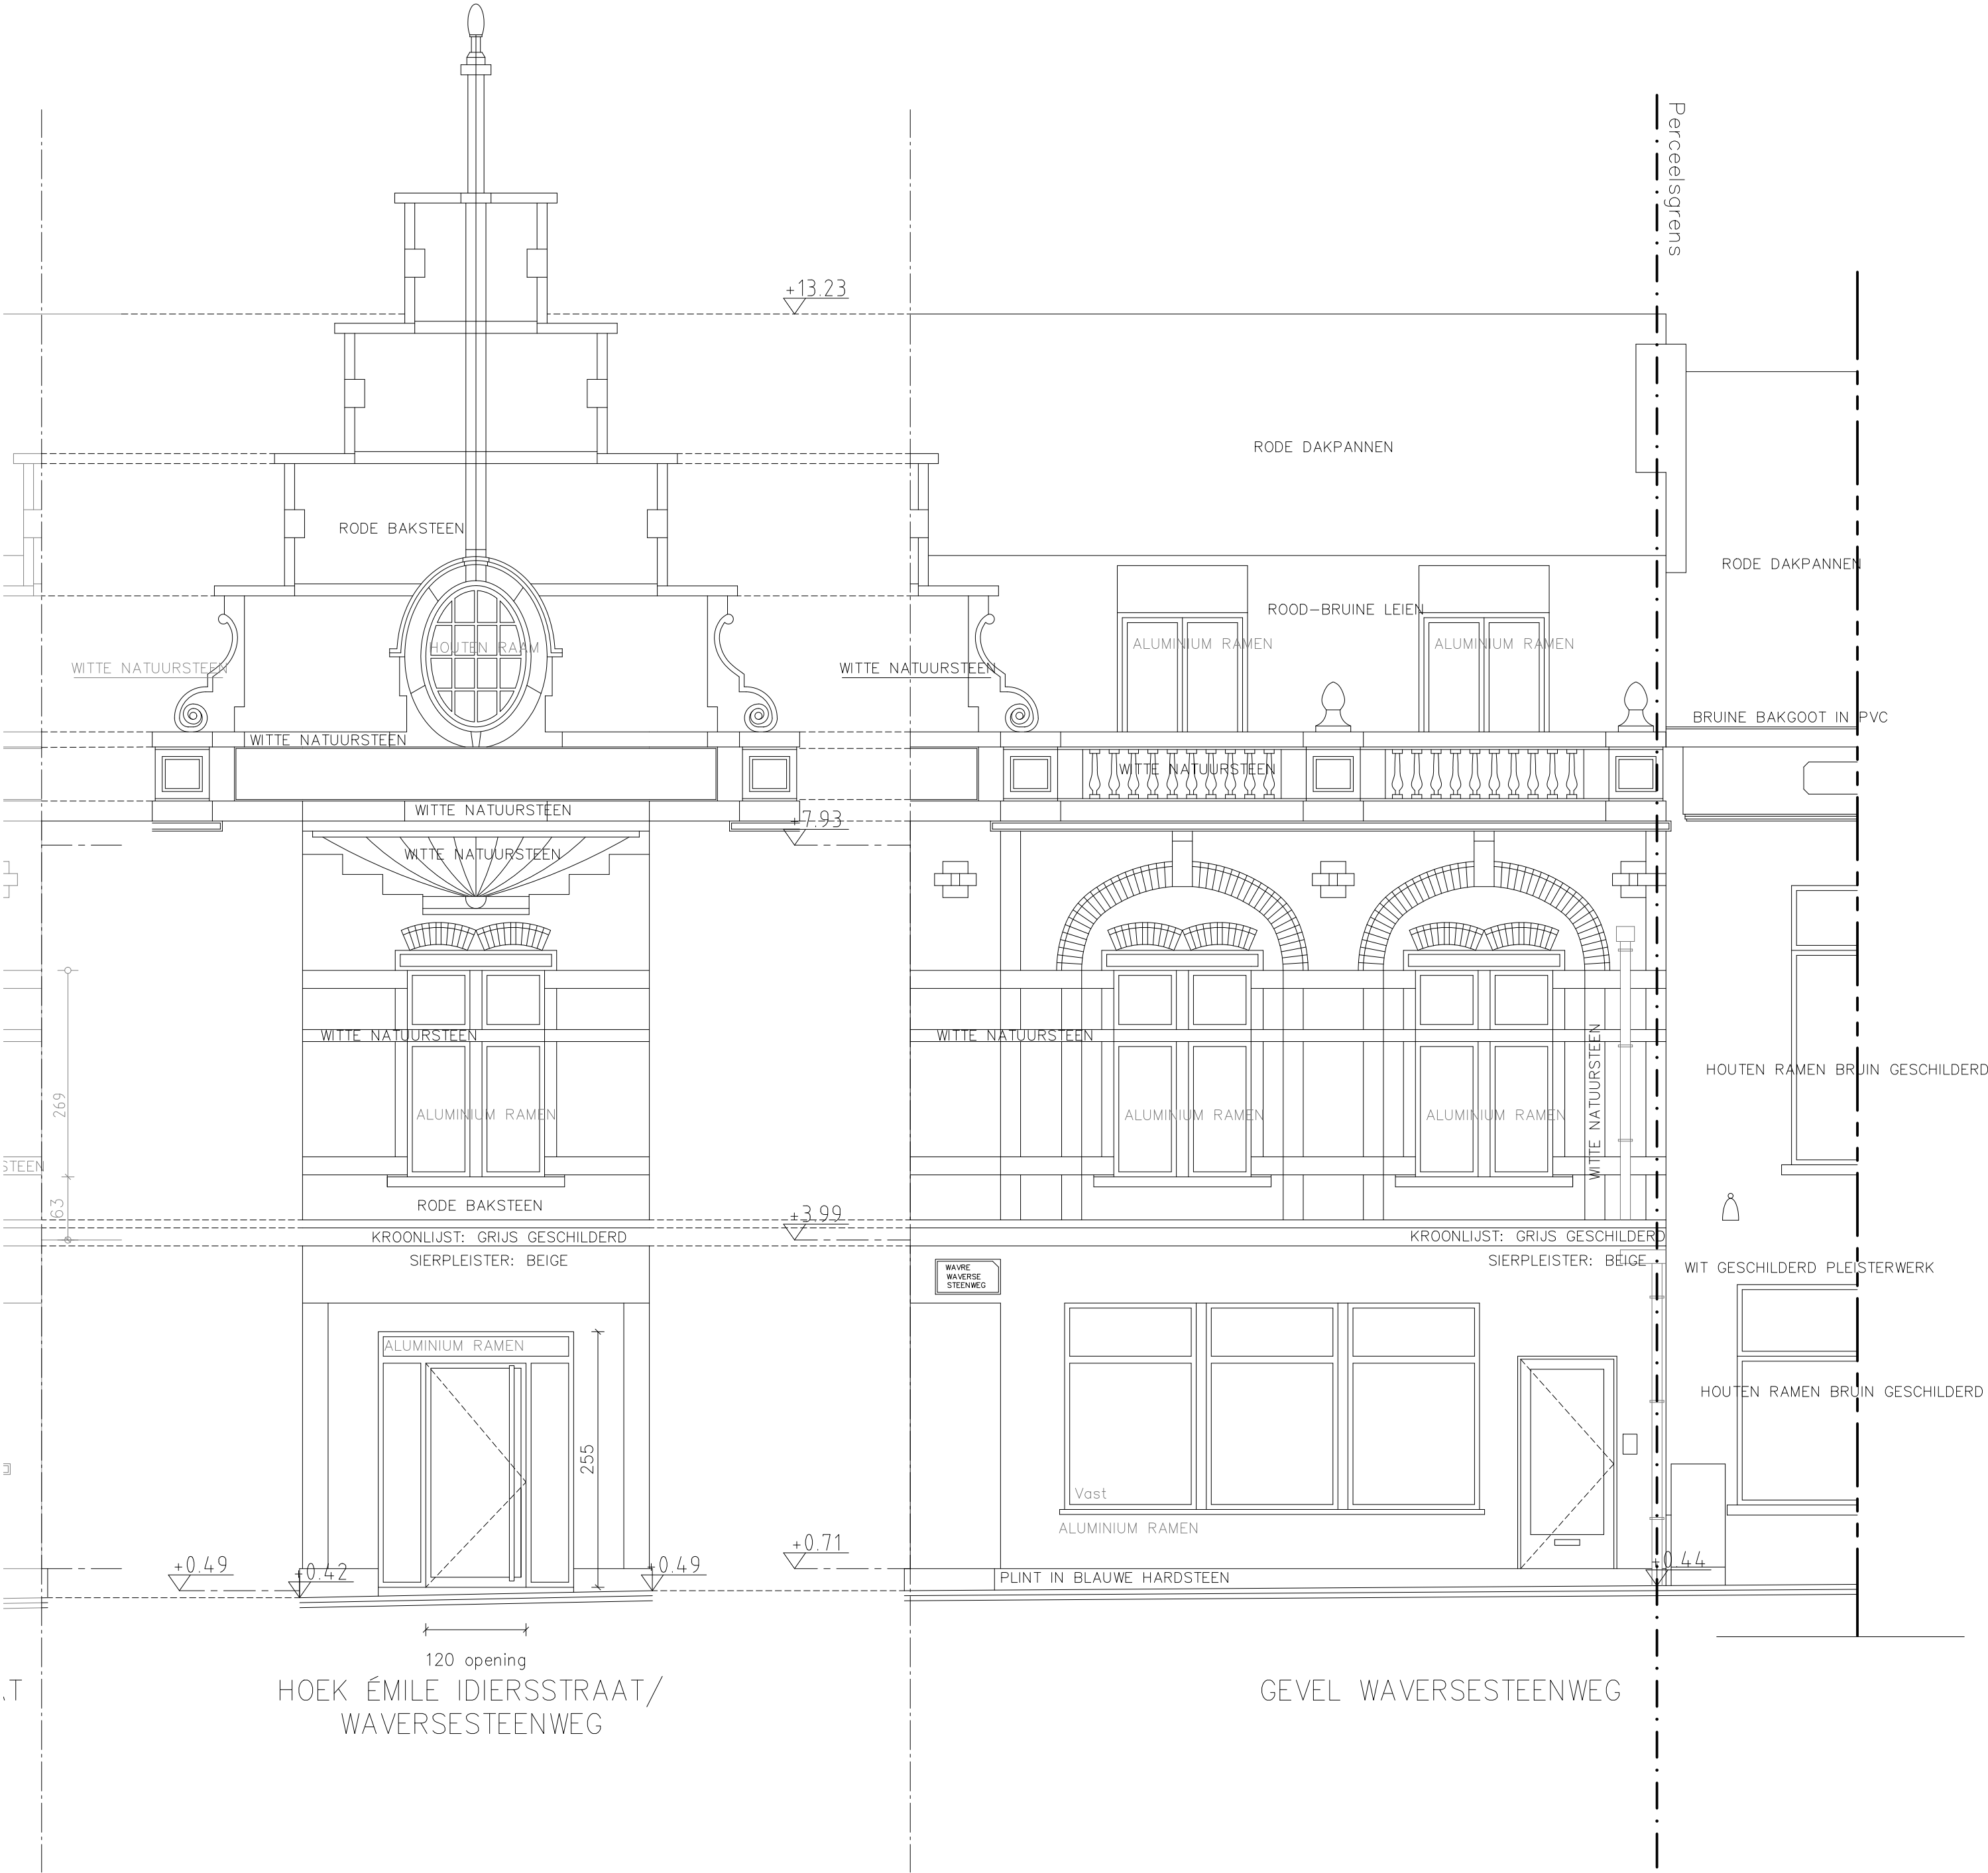 Perceelsgrens
+13.23
RODE DAKPANNEN
RODE BAKSTEEN
RODE DAKPANNEN
ROOD-BRUINE LEIEN
HOUTEN RAAM
ALUMINIUM RAMEN
ALUMINIUM RAMEN
WITTE NATUURSTEEN
WITTE NATUURSTEEN
BRUINE BAKGOOT IN PVC
WITTE NATUURSTEEN
WITTE NATUURSTEEN
WITTE NATUURSTEEN
+7.93
WITTE NATUURSTEEN
WITTE NATUURSTEEN
WITTE NATUURSTEEN
WITTE NATUURSTEEN
HOUTEN RAMEN BRUIN GESCHILDERD
269
ALUMINIUM RAMEN
ALUMINIUM RAMEN
ALUMINIUM RAMEN
STEEN
63
RODE BAKSTEEN
+3.99
KROONLIJST: GRIJS GESCHILDERD
KROONLIJST: GRIJS GESCHILDERD
SIERPLEISTER: BEIGE
SIERPLEISTER: BEIGE
WAVRE
WAVERSE
STEENWEG
WIT GESCHILDERD PLEISTERWERK
ALUMINIUM RAMEN
HOUTEN RAMEN BRUIN GESCHILDERD
255
Vast
ALUMINIUM RAMEN
+0.71
+0.49
+0.42
+0.49
+0.44
PLINT IN BLAUWE HARDSTEEN
120 opening
HOEK ÉMILE IDIERSSTRAAT/
WAVERSESTEENWEG
GEVEL WAVERSESTEENWEG